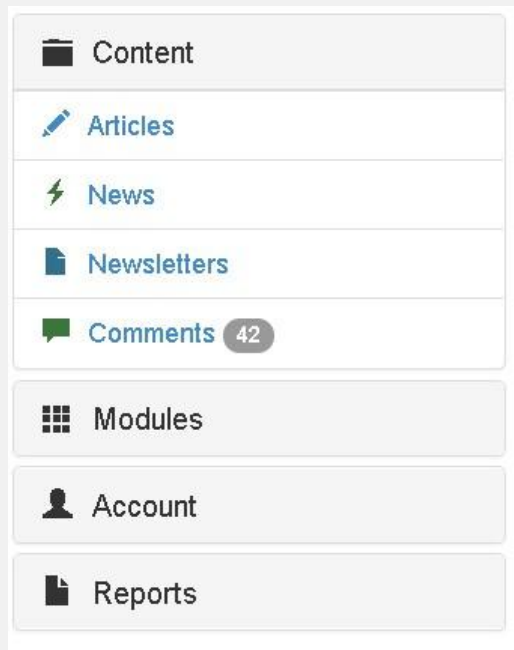 Content
Articles
News
Newsletters
Comments 42
Modules
Account
Reports